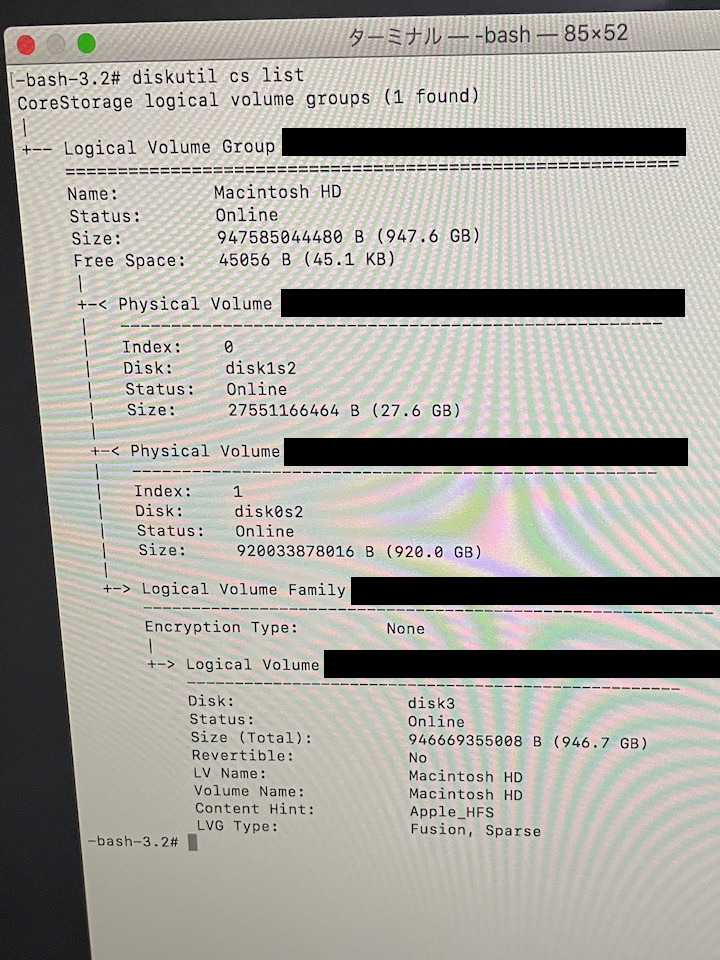 ターミナル — -bash — 85×52
[-bash-3.2# diskutil cs list
CoreStorage logical volume groups (1 found)
|
+-- Logical Volume Group
=========================================================
Name: Macintosh HD
Status: Online
Size: 947585044480 B (947.6 GB)
Free Space: 45056 B (45.1 KB)
|
+-< Physical Volume
| ----------------------------------------------------
| Index: 0
| Disk: disk1s2
| Status: Online
| Size: 27551166464 B (27.6 GB)
|
+-< Physical Volume
| ----------------------------------------------------
| Index: 1
| Disk: disk0s2
| Status: Online
| Size: 920033878016 B (920.0 GB)
|
+-> Logical Volume Family
----------------------------------------------------------
Encryption Type: None
|
+-> Logical Volume
---------------------------------------------------
Disk: disk3
Status: Online
Size (Total): 946669355008 B (946.7 GB)
Revertible: No
LV Name: Macintosh HD
Volume Name: Macintosh HD
Content Hint: Apple_HFS
LVG Type: Fusion, Sparse
-bash-3.2#